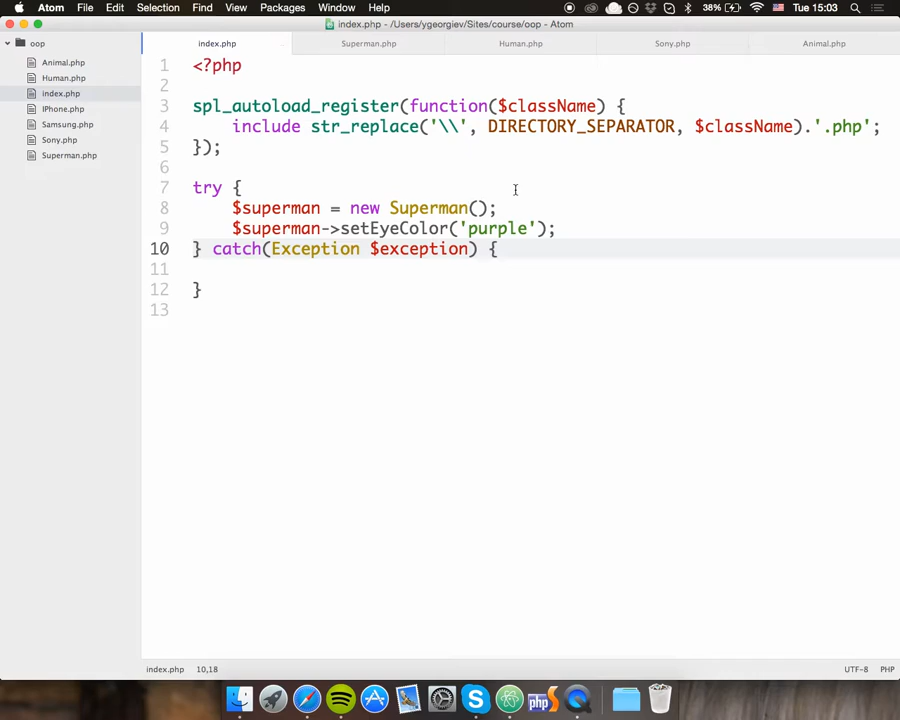 Atom File Edit Selection Find View Packages Window Help 38% Tue 15:03
index.php - /Users/ygeorgiev/Sites/course/oop - Atom
oop
Animal.php
Human.php
index.php
IPhone.php
Samsung.php
Sony.php
Superman.php
index.php Superman.php Human.php Sony.php Animal.php
1 <?php
2
3 spl_autoload_register(function($className) {
4 include str_replace('\\', DIRECTORY_SEPARATOR, $className).'.php';
5 });
6
7 try {
8 $superman = new Superman();
9 $superman->setEyeColor('purple');
10 } catch(Exception $exception) {
11
12 }
13
index.php 10,18 UTF-8 PHP
php